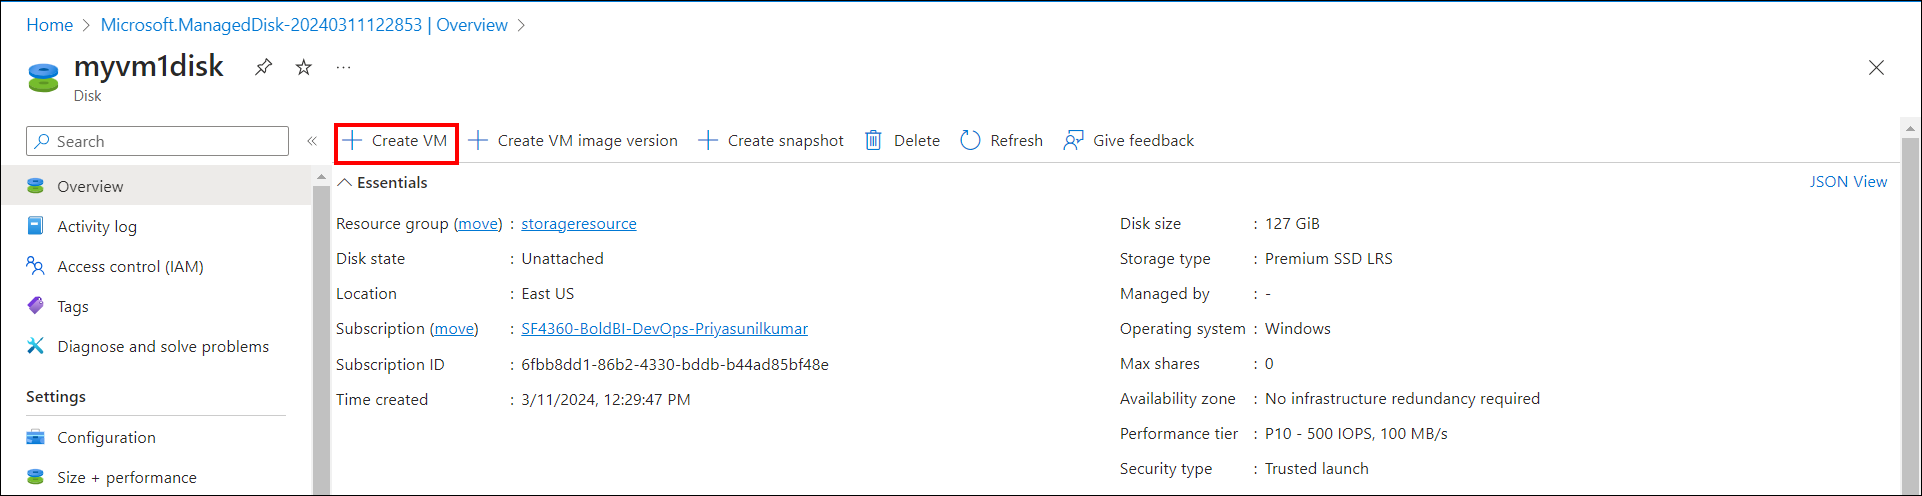 Home > Microsoft.ManagedDisk-20240311122853 | Overview >
myvm1disk
Disk
Search
Create VM
Create VM image version
Create snapshot
Delete
Refresh
Give feedback
Overview
Activity log
Access control (IAM)
Tags
Diagnose and solve problems
Settings
Configuration
Size + performance
Essentials
JSON View
Resource group (move) : storageresource
Disk state : Unattached
Location : East US
Subscription (move) : SF4360-BoldBI-DevOps-Priyasunilkumar
Subscription ID : 6fbb8dd1-86b2-4330-bddb-b44ad85bf48e
Time created : 3/11/2024, 12:29:47 PM
Disk size : 127 GiB
Storage type : Premium SSD LRS
Managed by : -
Operating system : Windows
Max shares : 0
Availability zone : No infrastructure redundancy required
Performance tier : P10 - 500 IOPS, 100 MB/s
Security type : Trusted launch